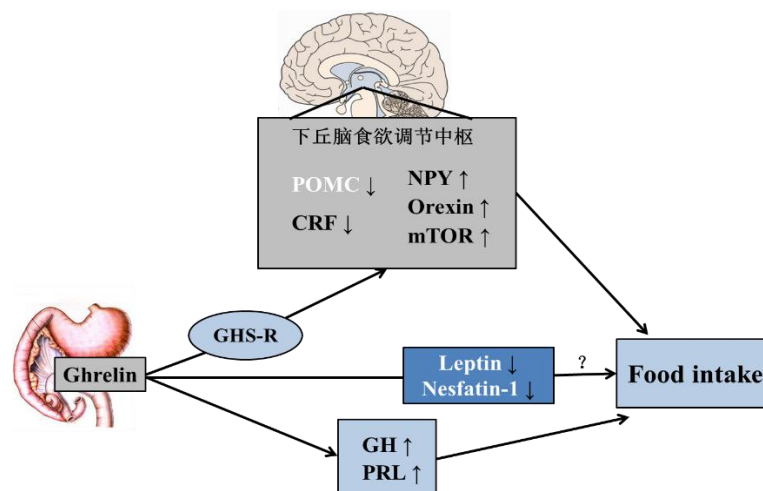 下丘脑食欲调节中枢
POMC ↓
CRF ↓
NPY ↑
Orexin ↑
mTOR ↑
GHS-R
Ghrelin
Leptin ↓
Nesfatin-1 ↓
?
Food intake
GH ↑
PRL ↑